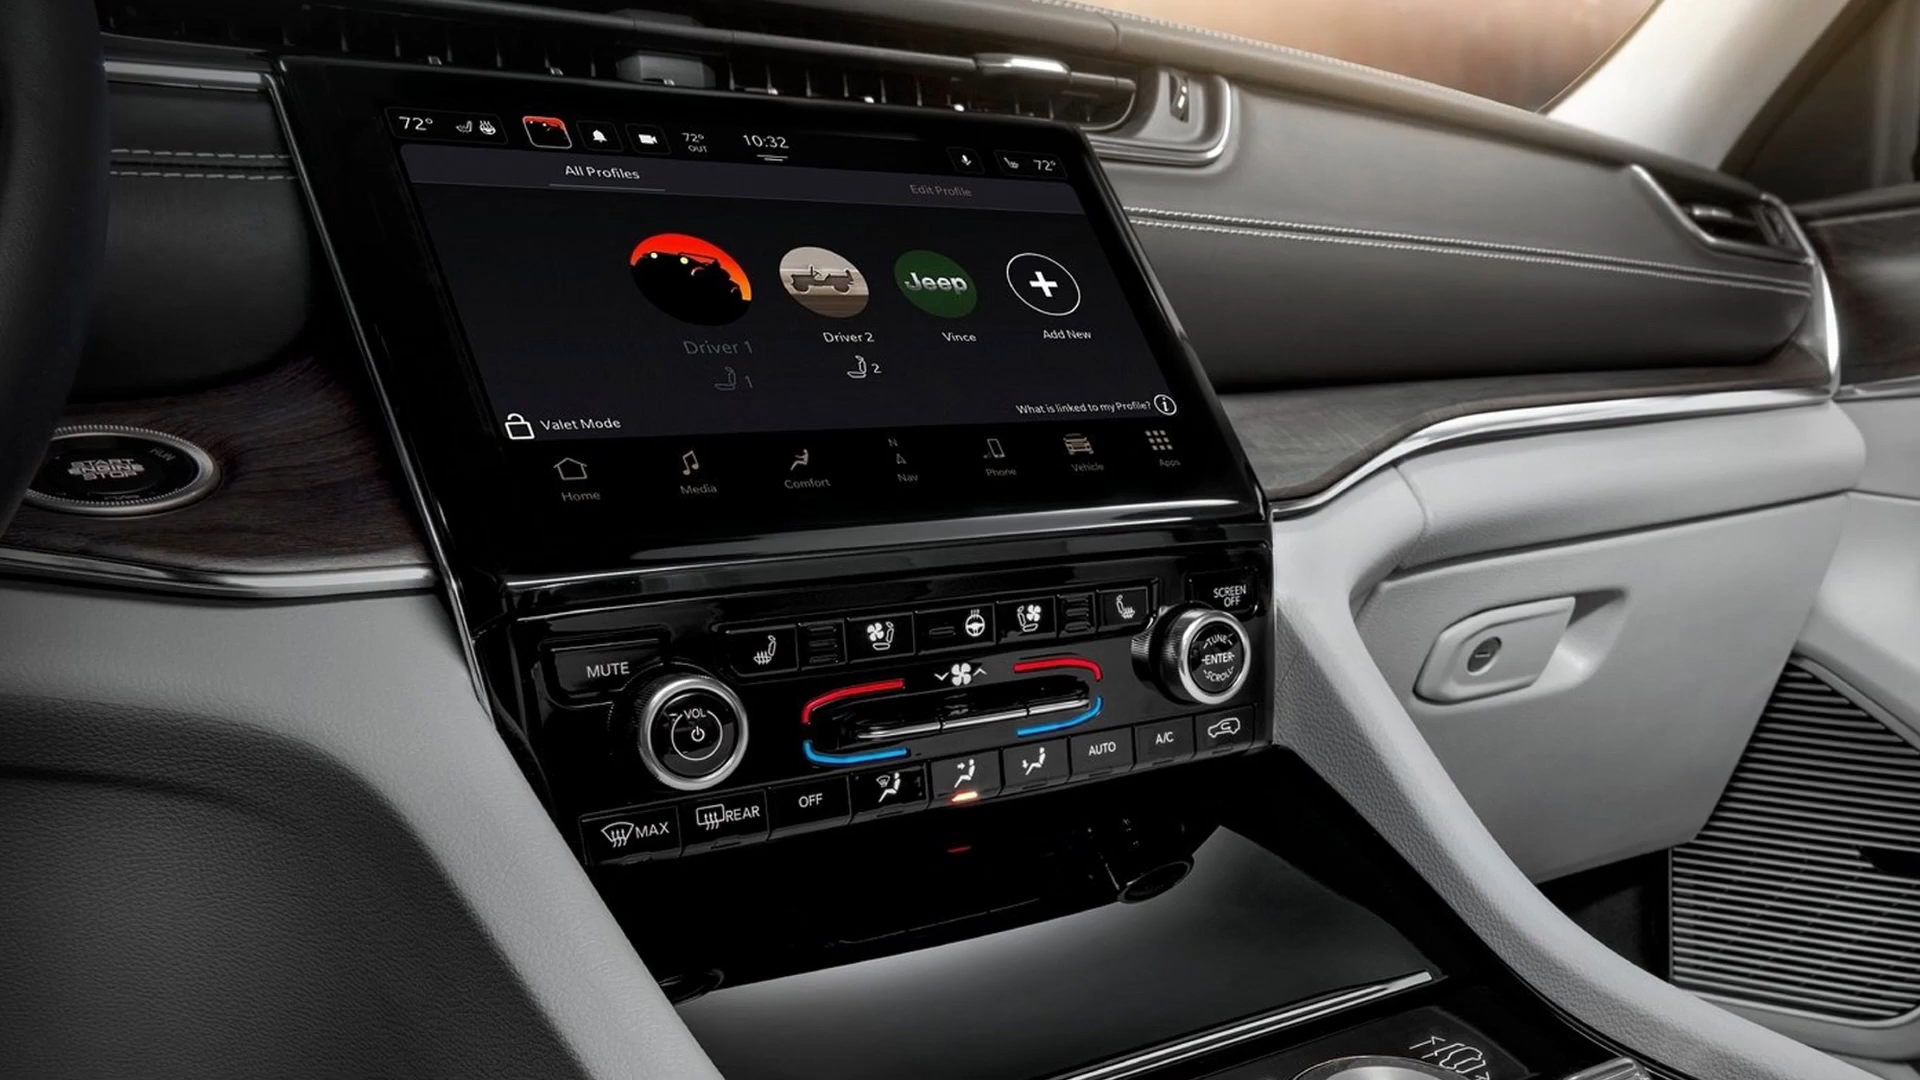 72°
72°
OUT
10:32
72°
All Profiles
Edit Profile
Jeep
Driver 1
1
Driver 2
2
Vince
Add New
Valet Mode
What is linked to my Profile?
Home
Media
Comfort
N
Nav
Phone
Vehicle
Apps
START
ENGINE
STOP
RUN
MUTE
VOL
SCREEN
OFF
TUNE
ENTER
SCROLL
MAX
REAR
OFF
AUTO
A/C